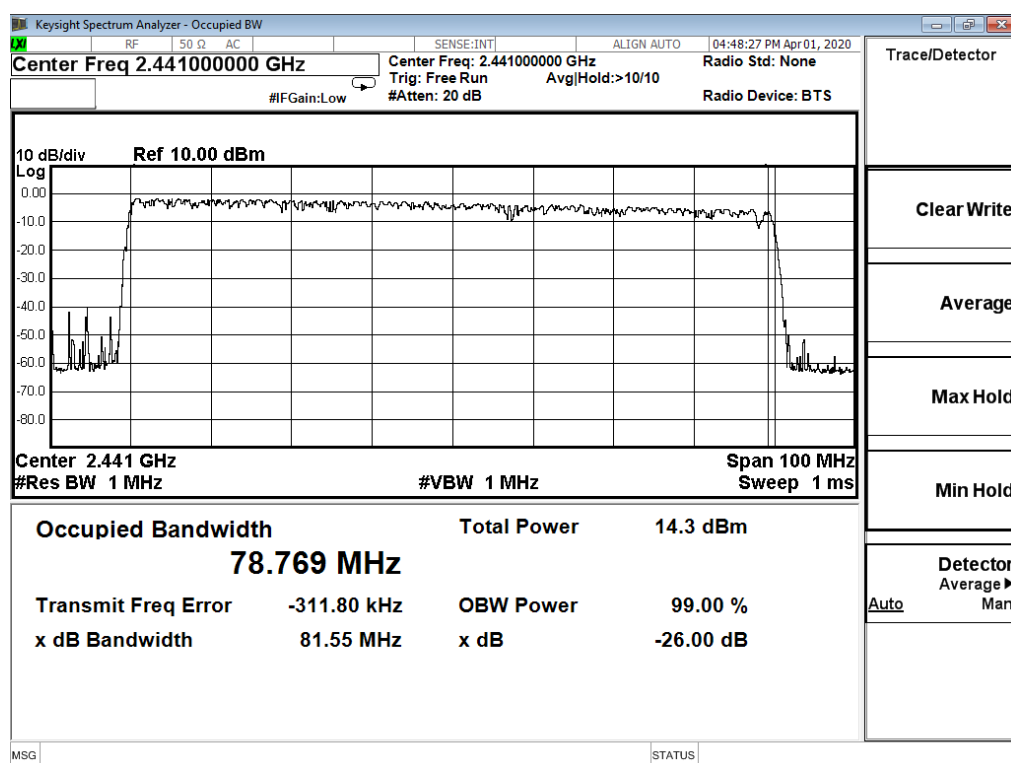 Keysight Spectrum Analyzer - Occupied BW
LXI RF 50 Ω AC SENSE:INT ALIGN AUTO 04:48:27 PM Apr 01, 2020
Center Freq 2.441000000 GHz
Center Freq: 2.441000000 GHz Radio Std: None
Trig: Free Run Avg|Hold:>10/10
#IFGain:Low #Atten: 20 dB Radio Device: BTS
Trace/Detector
10 dB/div Ref 10.00 dBm
Log
0.00
-10.0
-20.0
-30.0
-40.0
-50.0
-60.0
-70.0
-80.0
Center 2.441 GHz Span 100 MHz
#Res BW 1 MHz #VBW 1 MHz Sweep 1 ms
Clear Write
Average
Max Hold
Min Hold
Detector
Average
Auto Man
Occupied Bandwidth Total Power 14.3 dBm
78.769 MHz
Transmit Freq Error -311.80 kHz OBW Power 99.00 %
x dB Bandwidth 81.55 MHz x dB -26.00 dB
MSG STATUS